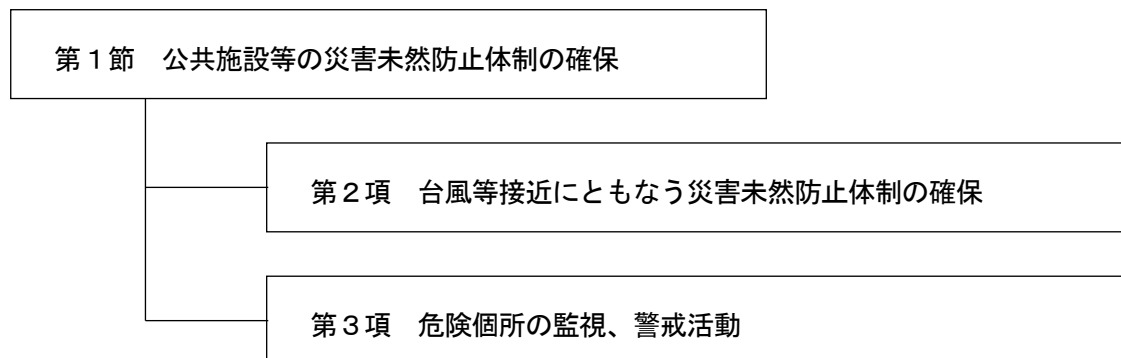 第１節　公共施設等の災害未然防止体制の確保
第２項　台風等接近にともなう災害未然防止体制の確保
第３項　危険個所の監視、警戒活動